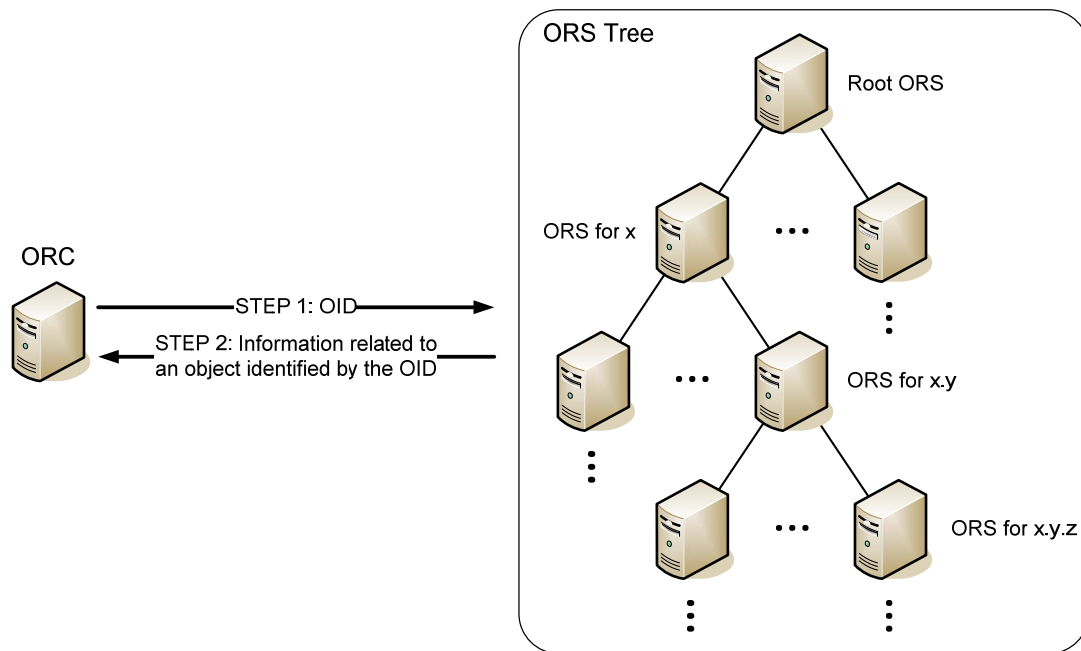 ORS Tree
Root ORS
ORS for x
ORC
STEP 1: OID
STEP 2: Information related to
an object identified by the OID
ORS for x.y
ORS for x.y.z